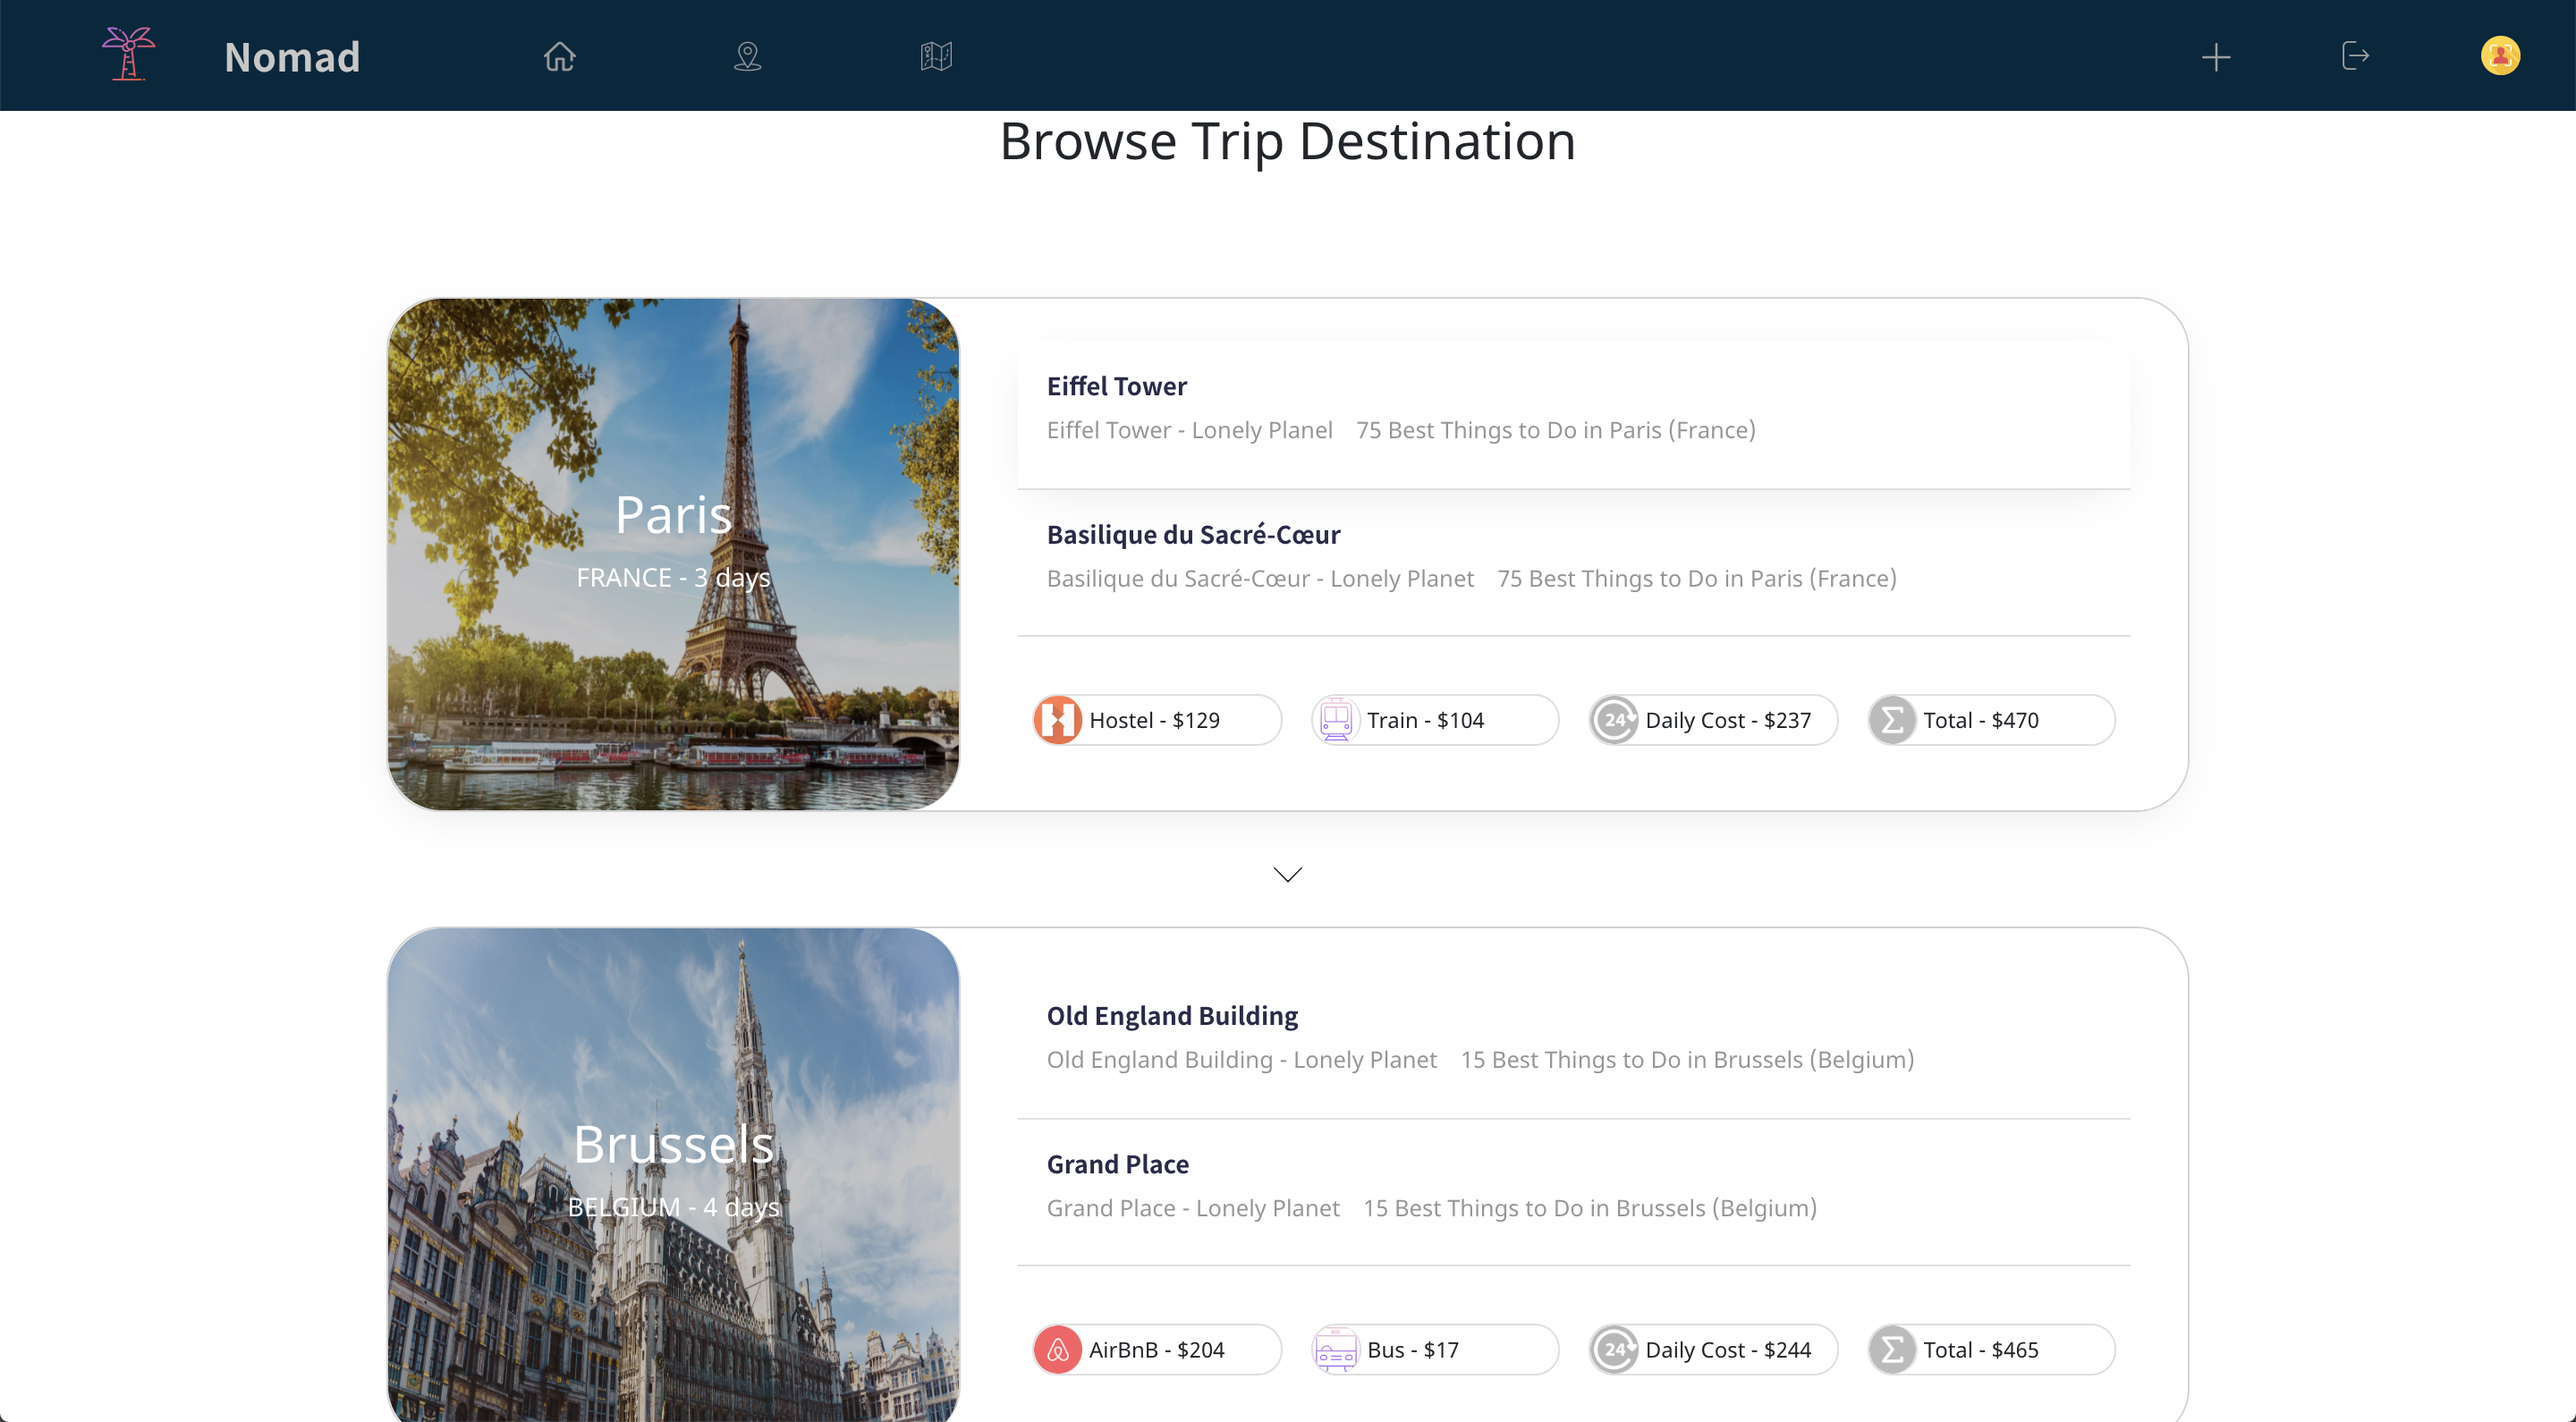 Nomad
Browse Trip Destination
Paris
FRANCE - 3 days
Eiffel Tower
Eiffel Tower - Lonely Planel 75 Best Things to Do in Paris (France)
Basilique du Sacré-Cœur
Basilique du Sacré-Cœur - Lonely Planet 75 Best Things to Do in Paris (France)
Hostel - $129
Train - $104
24 Daily Cost - $237
Σ Total - $470
Brussels
BELGIUM - 4 days
Old England Building
Old England Building - Lonely Planet 15 Best Things to Do in Brussels (Belgium)
Grand Place
Grand Place - Lonely Planet 15 Best Things to Do in Brussels (Belgium)
AirBnB - $204
Bus - $17
24 Daily Cost - $244
Σ Total - $465